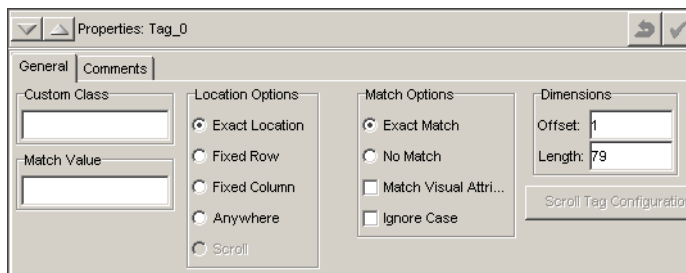 Properties: Tag_0
General
Comments
Custom Class
Match Value
Location Options
Exact Location
Fixed Row
Fixed Column
Anywhere
Scroll
Match Options
Exact Match
No Match
Match Visual Attri...
Ignore Case
Dimensions
Offset: 1
Length: 79
Scroll Tag Configuratio